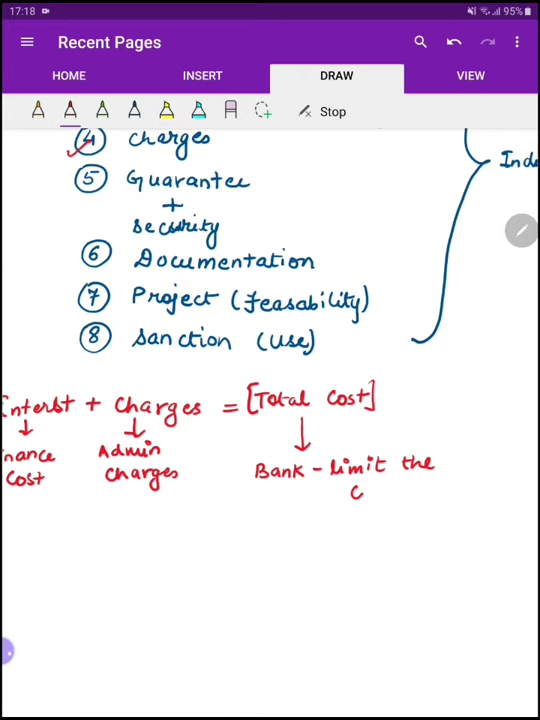 17:18 95%
Recent Pages
HOME INSERT DRAW VIEW
Stop
4 charges
5 Guarantee
+
security
6 Documentation
7 Project (feasability)
8 sanction (use)
Inde
Interst + charges = [Total cost]
nance cost
Admin charges
Bank - limit the
c